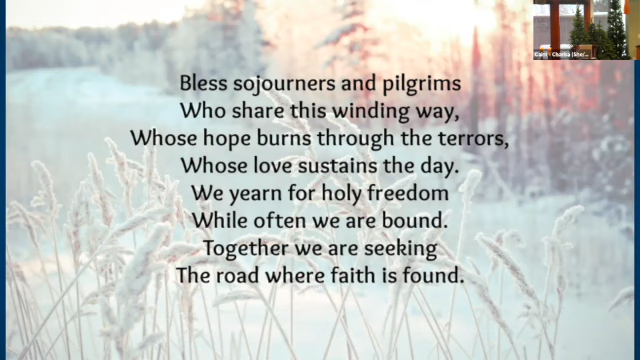 Bless sojourners and pilgrims
Who share this winding way,
Whose hope burns through the terrors,
Whose love sustains the day.
We yearn for holy freedom
While often we are bound.
Together we are seeking
The road where faith is found.